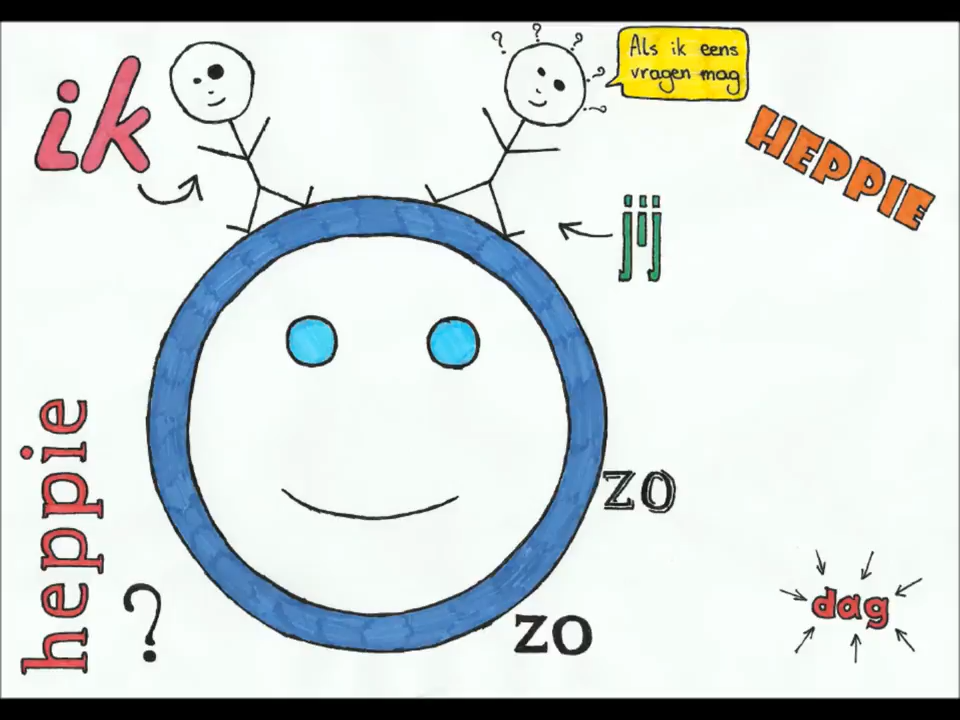 ik
Als ik eens
vragen mag
HEPPIE
jij
heppie
?
zo
zo
dag